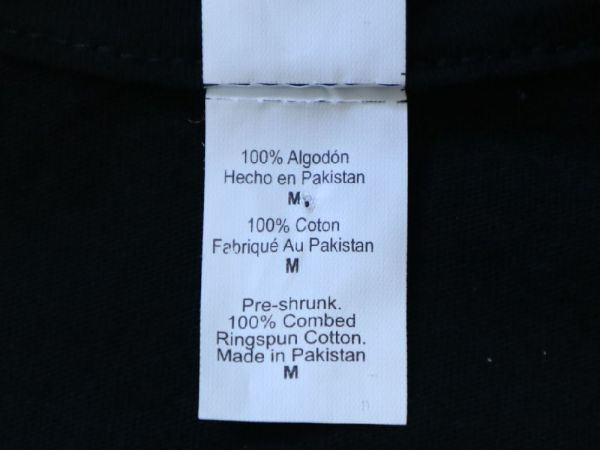 100% Algodón
Hecho en Pakistan
M
100% Coton
Fabriqué Au Pakistan
M
Pre-shrunk.
100% Combed
Ringspun Cotton.
Made in Pakistan
M